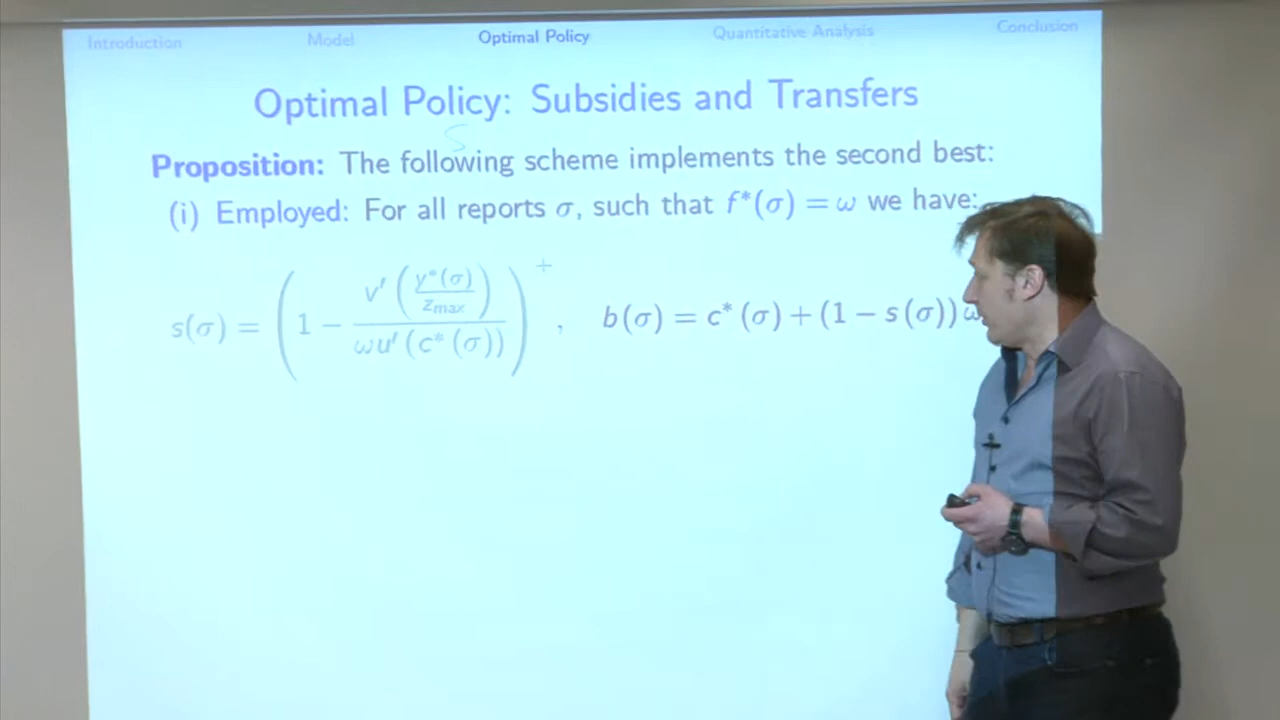 Introduction Model Optimal Policy Quantitative Analysis Conclusion
Optimal Policy: Subsidies and Transfers
Proposition: The following scheme implements the second best:
(i) Employed: For all reports σ, such that f*(σ) = ω we have:
s(σ) = (1 − v′(y*(σ)/z_max) / ωu′(c*(σ)))⁺, b(σ) = c*(σ) + (1 − s(σ)) ω